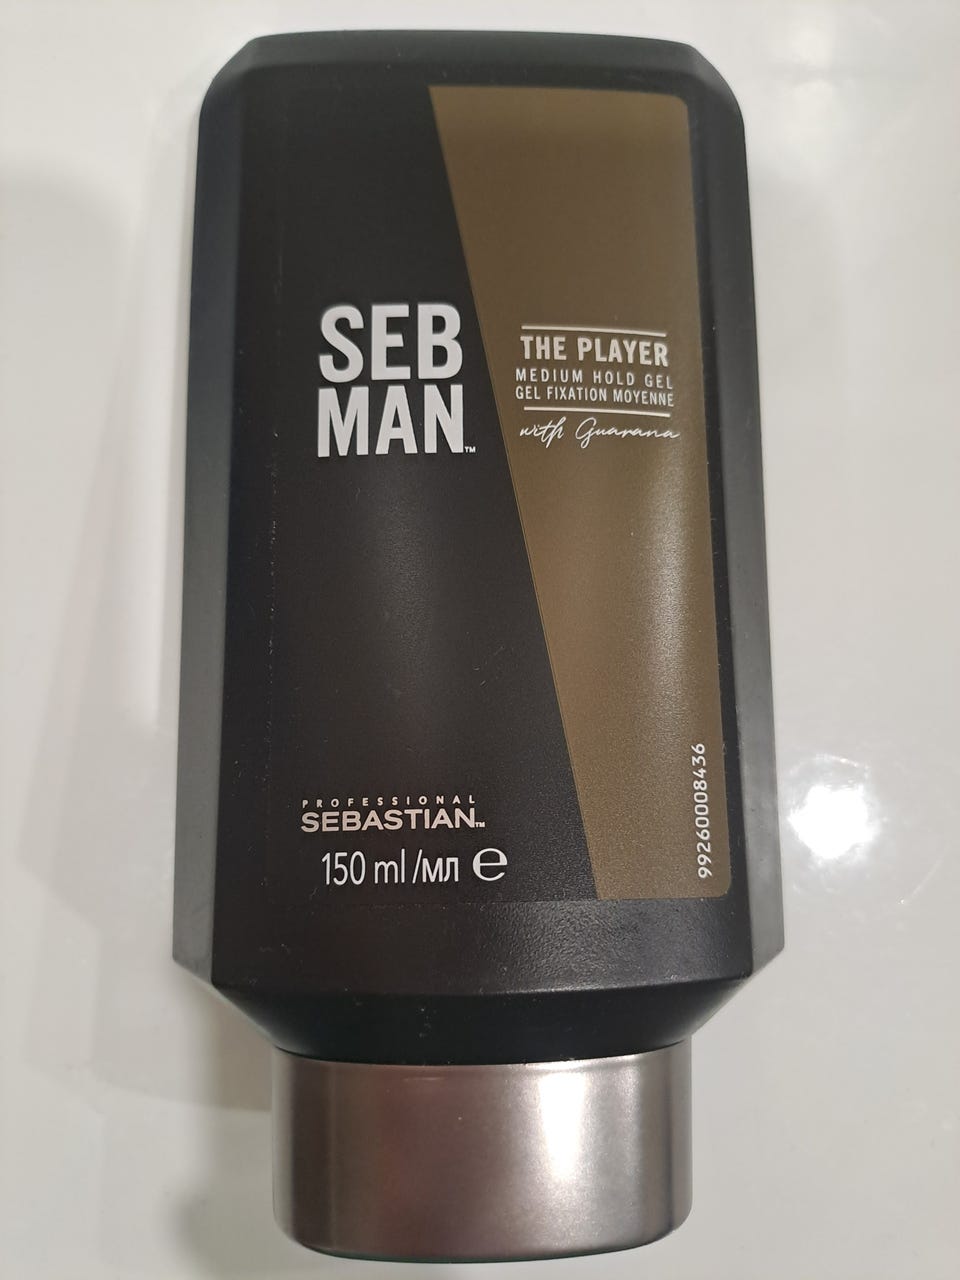 SEB
MAN™
THE PLAYER
MEDIUM HOLD GEL
GEL FIXATION MOYENNE
with Guarana
PROFESSIONAL
SEBASTIAN™
150 ml/мл ℮
99260008436